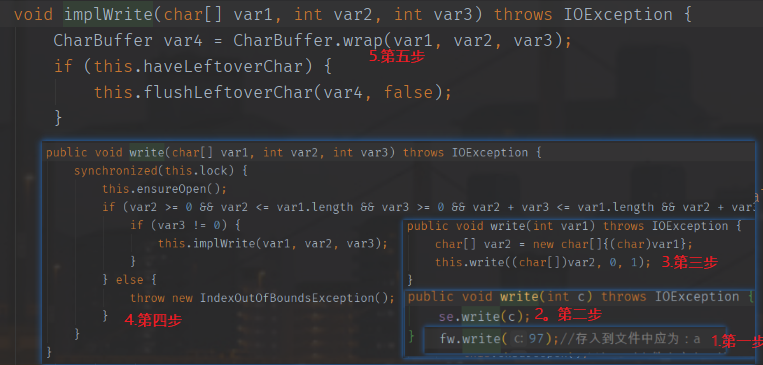 void implWrite(char[] var1, int var2, int var3) throws IOException {
CharBuffer var4 = CharBuffer.wrap(var1, var2, var3);
5.第五步
if (this.haveLeftoverChar) {
this.flushLeftoverChar(var4, false);
}
public void write(char[] var1, int var2, int var3) throws IOException {
synchronized(this.lock) {
this.ensureOpen();
if (var2 >= 0 && var2 <= var1.length && var3 >= 0 && var2 + var3 <= var1.length && var2 + var
if (var3 != 0) {
this.implWrite(var1, var2, var3);
}
} else {
throw new IndexOutOfBoundsException();
}
4.第四步
}
}
public void write(int var1) throws IOException {
char[] var2 = new char[]{(char)var1};
this.write((char[])var2, 0, 1);
3.第三步
}
public void write(int c) throws IOException {
se.write(c);
2。第二步
}
fw.write( c: 97);//存入到文件中应为：a
1.第一步